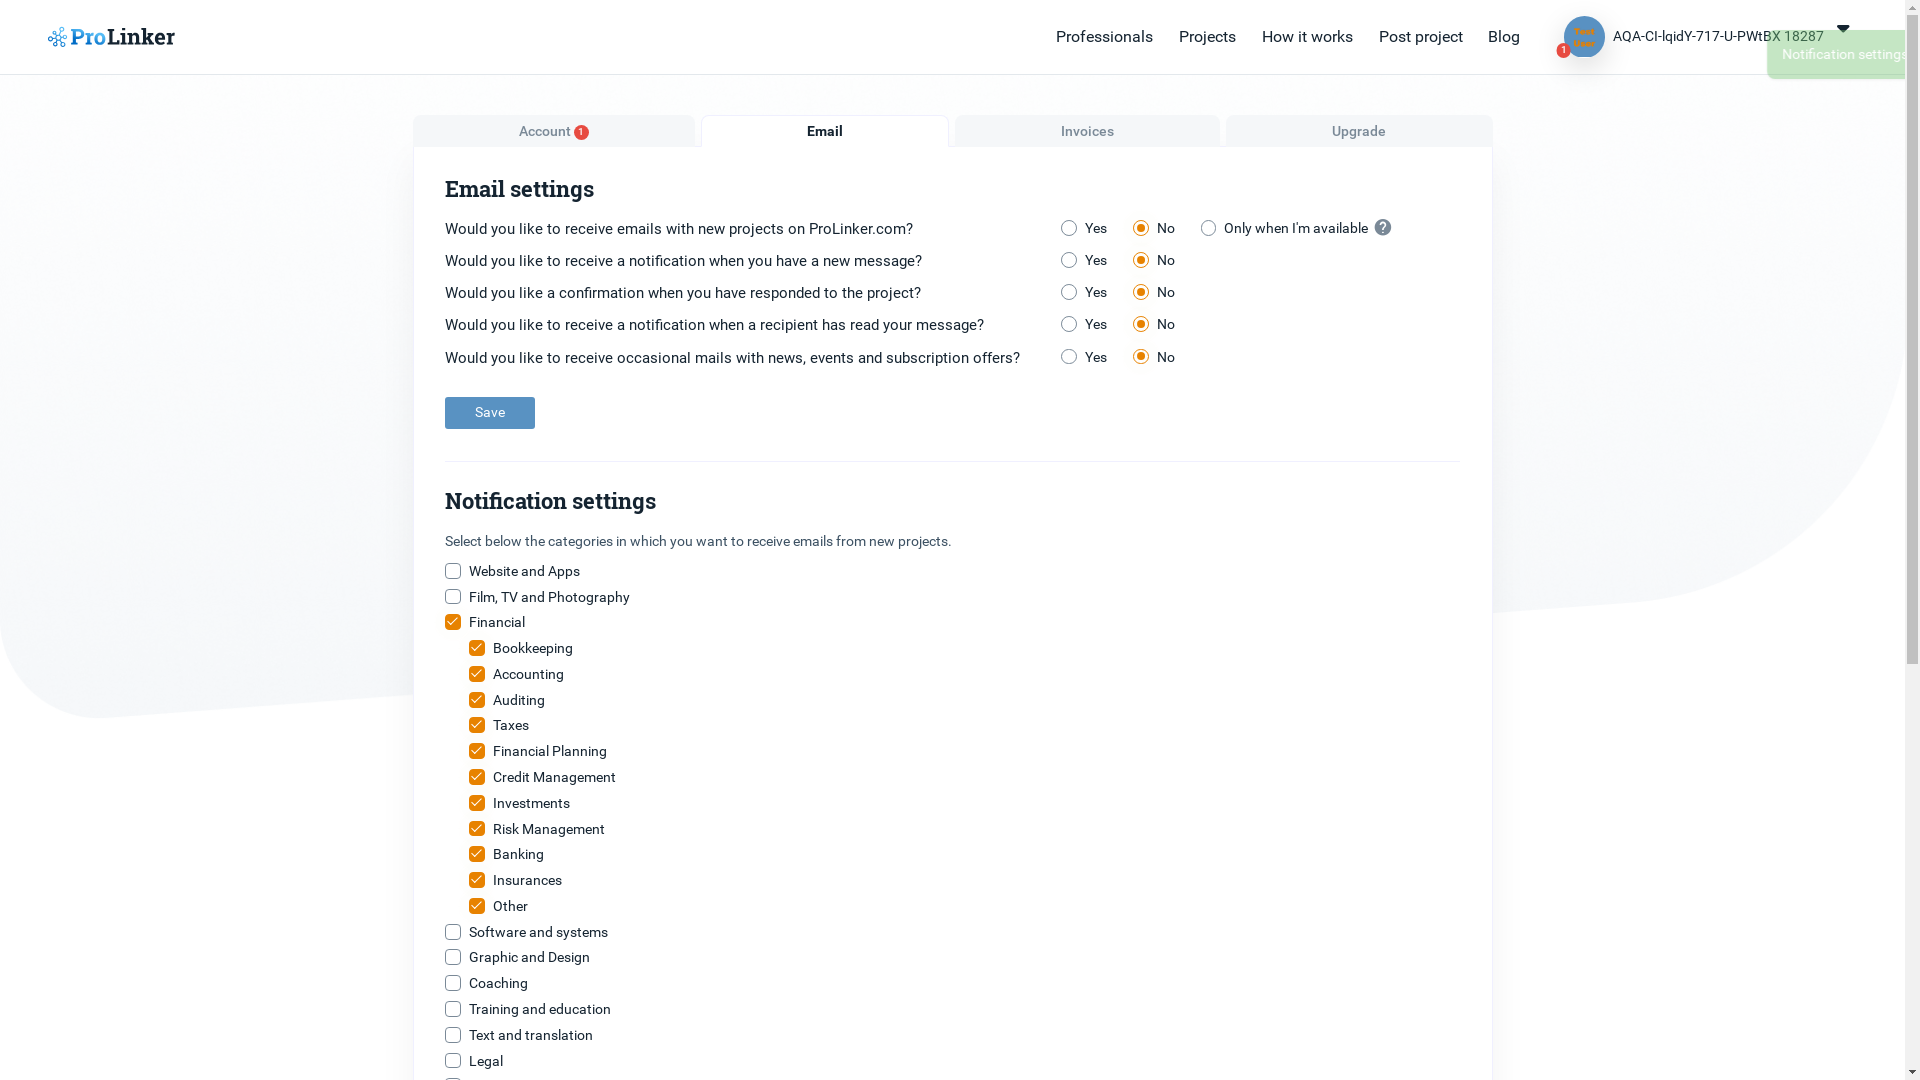 ProLinker
Professionals
Projects
How it works
Post project
Blog
Test
User
1
AQA-CI-lqidY-717-U-PWtBX 18287
Notification settings
Account 1
Email
Invoices
Upgrade
Email settings
Would you like to receive emails with new projects on ProLinker.com? Yes No Only when I'm available ?
Would you like to receive a notification when you have a new message? Yes No
Would you like a confirmation when you have responded to the project? Yes No
Would you like to receive a notification when a recipient has read your message? Yes No
Would you like to receive occasional mails with news, events and subscription offers? Yes No
Save
Notification settings
Select below the categories in which you want to receive emails from new projects.
Website and Apps
Film, TV and Photography
Financial
Bookkeeping
Accounting
Auditing
Taxes
Financial Planning
Credit Management
Investments
Risk Management
Banking
Insurances
Other
Software and systems
Graphic and Design
Coaching
Training and education
Text and translation
Legal